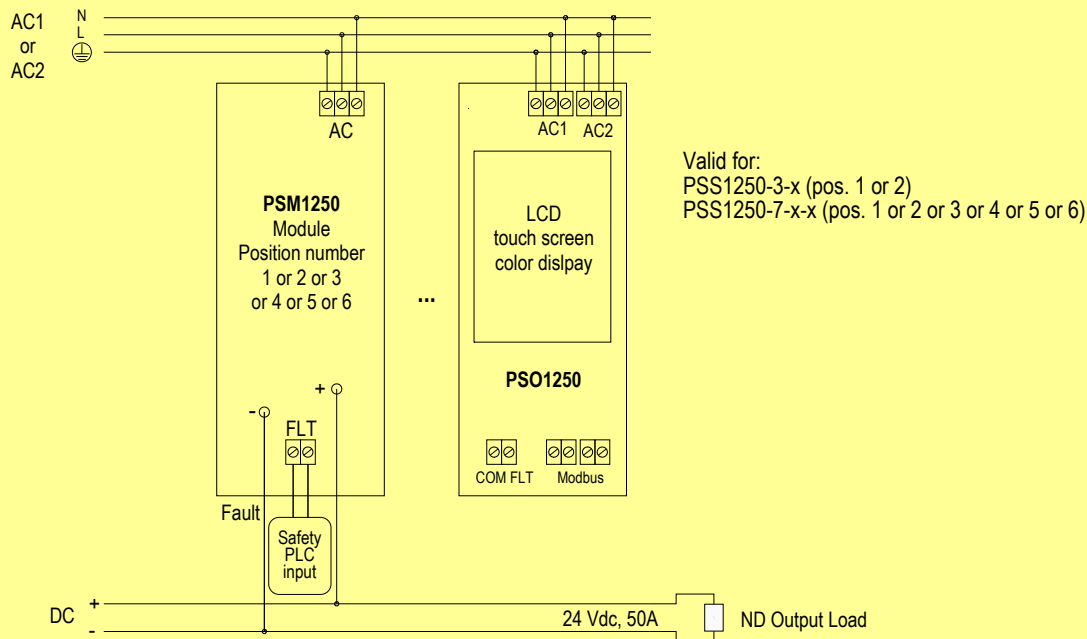 AC1
or
AC2
N
L
AC
AC1
AC2
PSM1250
Module
Position number
1 or 2 or 3
or 4 or 5 or 6
...
LCD
touch screen
color dislpay
PSO1250
Valid for:
PSS1250-3-x (pos. 1 or 2)
PSS1250-7-x-x (pos. 1 or 2 or 3 or 4 or 5 or 6)
+
-
FLT
COM FLT
Modbus
Fault
Safety
PLC
input
DC
+
-
24 Vdc, 50A
ND Output Load